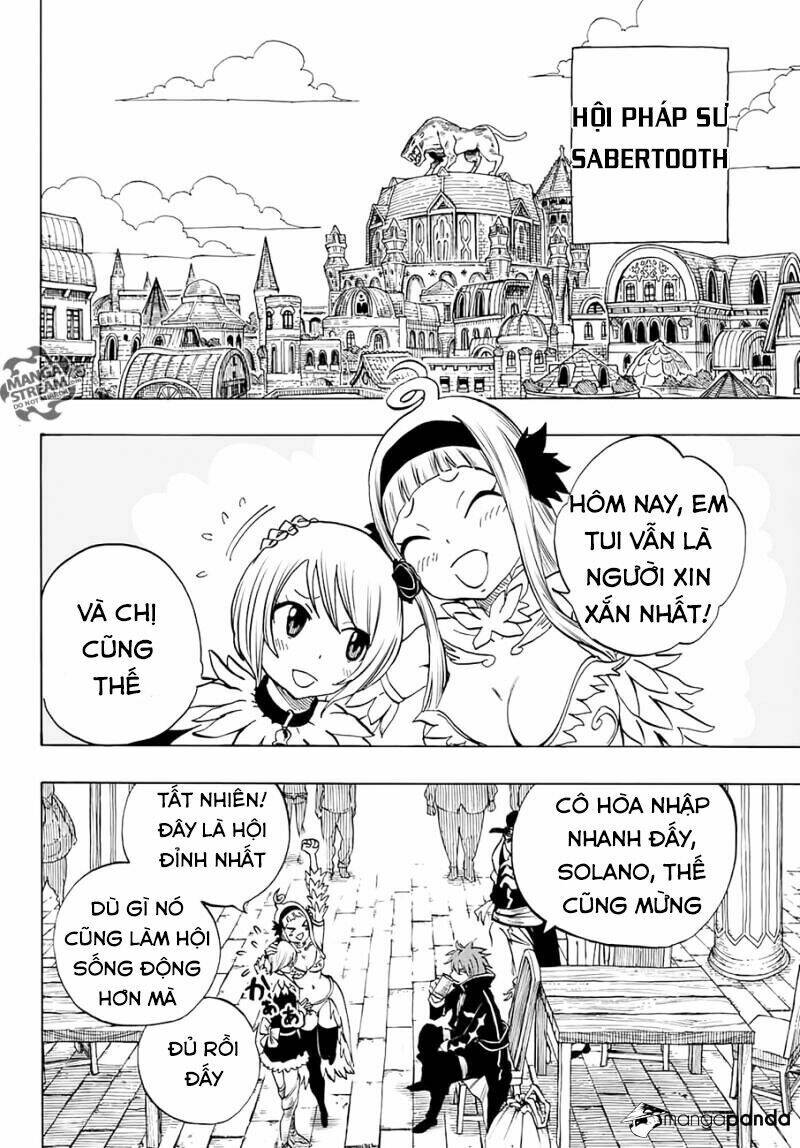 HỘI PHÁP SƯ
SABERTOOTH
MANGA
STREAM
HÔM NAY, EM
TUI VẪN LÀ
NGƯỜI XIN
XẮN NHẤT!
VÀ CHỊ
CŨNG
THẾ
CÔ HÒA NHẬP
NHANH ĐẤY,
SOLANO, THẾ
CŨNG MỪNG
TẤT NHIÊN!
ĐÂY LÀ HỘI
ĐỈNH NHẤT
DÙ GÌ NÓ
CŨNG LÀM HỘI
SỐNG ĐỘNG
HƠN MÀ
ĐỦ RỒI
ĐẤY
mangapanda